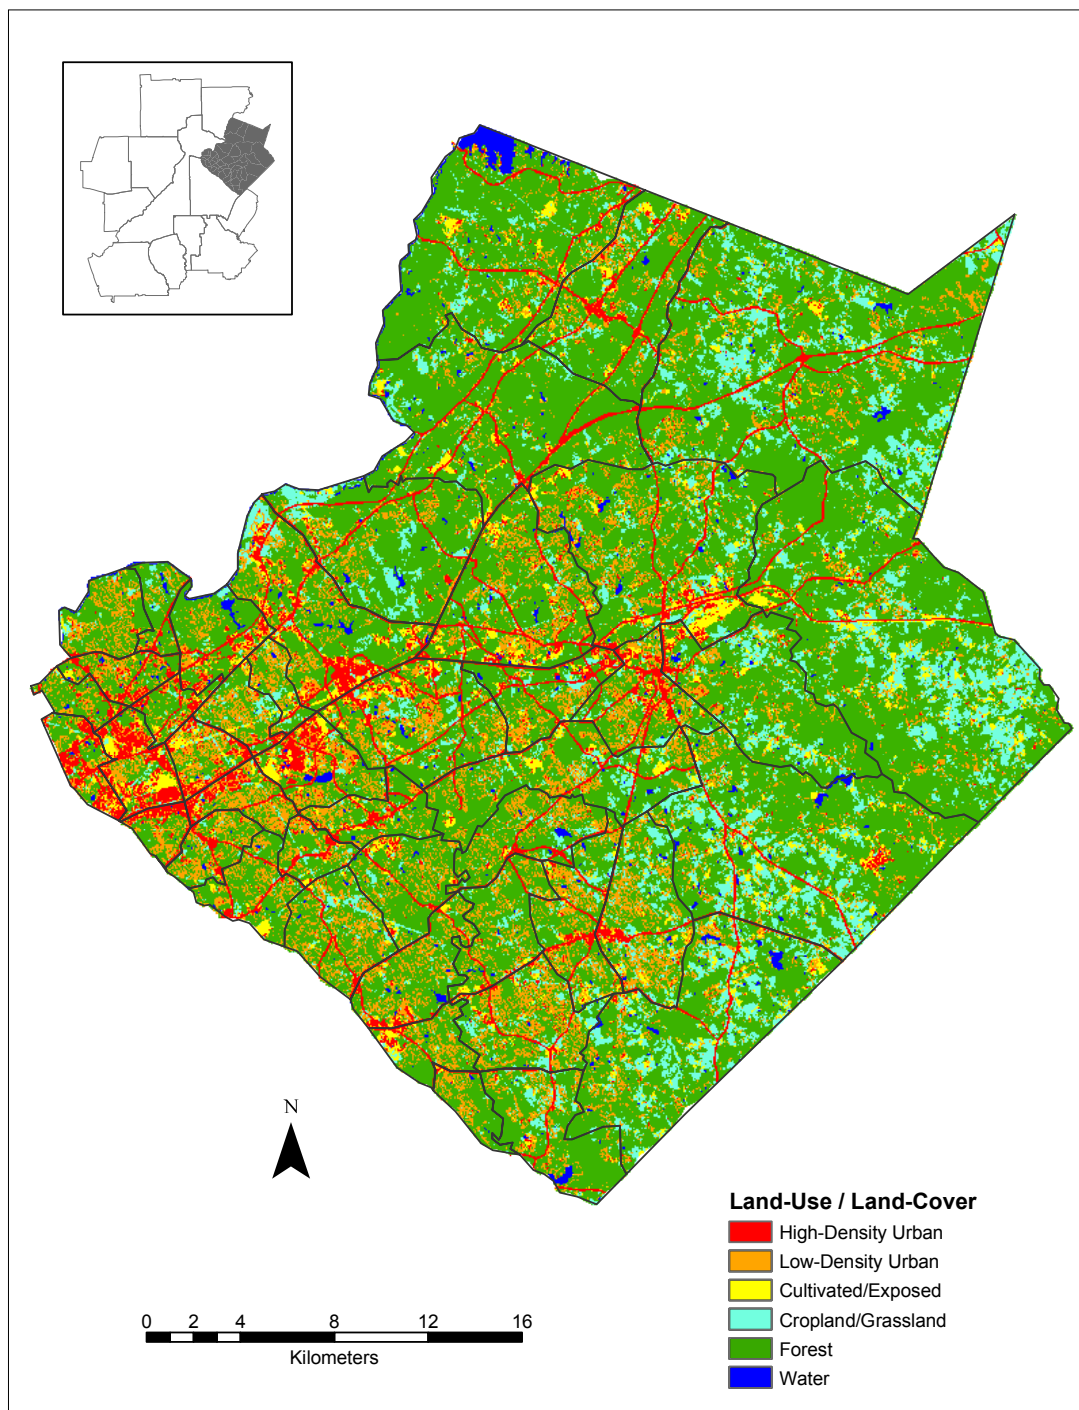 N
Land-Use / Land-Cover
High-Density Urban
Low-Density Urban
Cultivated/Exposed
Cropland/Grassland
Forest
Water
0 2 4 8 12 16
Kilometers